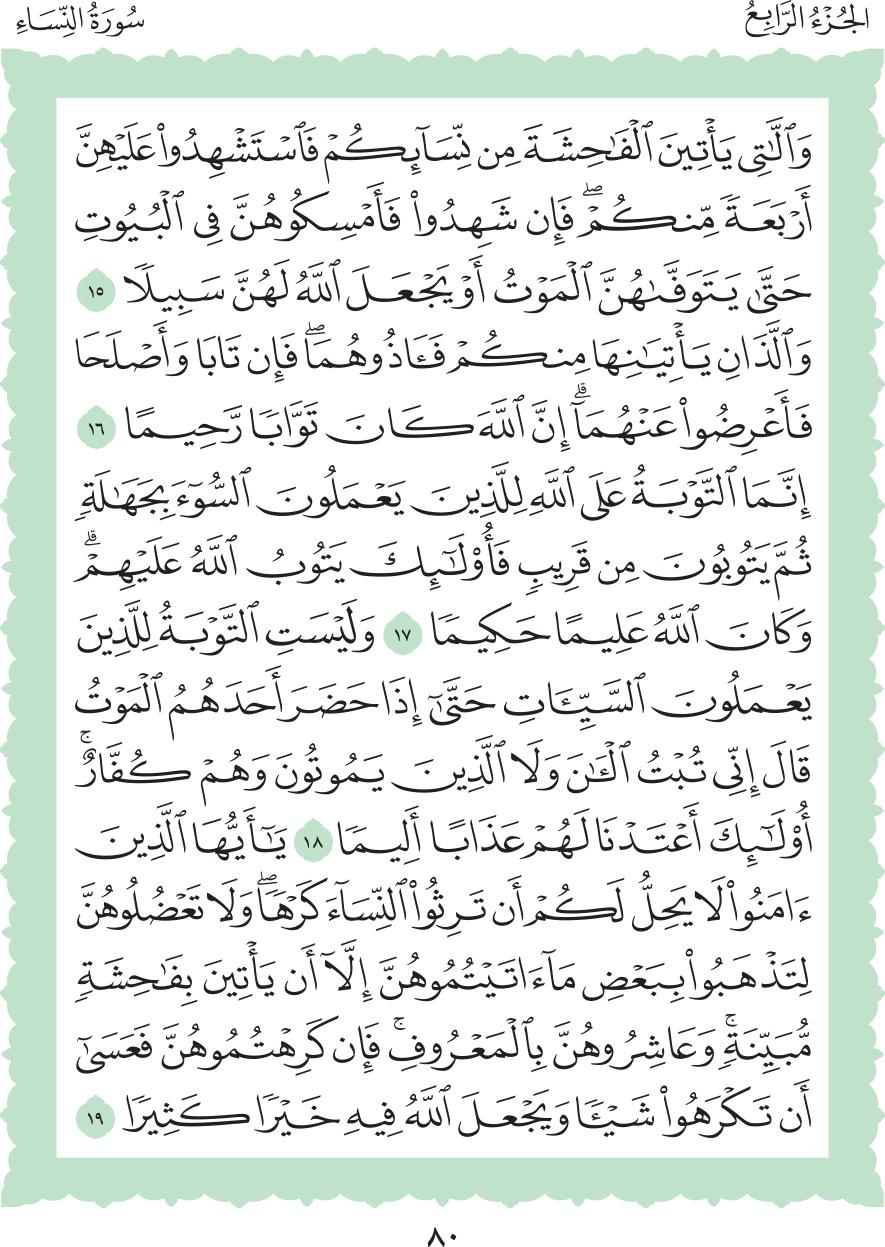 الجُزْءُ الرَّابِعُ
سُورَةُ النِّسَاءِ
وَٱلَّٰتِي يَأۡتِينَ ٱلۡفَٰحِشَةَ مِن نِّسَآئِكُمۡ فَٱسۡتَشۡهِدُواْ عَلَيۡهِنَّ
أَرۡبَعَةٗ مِّنكُمۡۖ فَإِن شَهِدُواْ فَأَمۡسِكُوهُنَّ فِي ٱلۡبُيُوتِ
حَتَّىٰ يَتَوَفَّىٰهُنَّ ٱلۡمَوۡتُ أَوۡ يَجۡعَلَ ٱللَّهُ لَهُنَّ سَبِيلٗا ١٥
وَٱلَّذَانِ يَأۡتِيَٰنِهَا مِنكُمۡ فَـَٔاذُوهُمَاۖ فَإِن تَابَا وَأَصۡلَحَا
فَأَعۡرِضُواْ عَنۡهُمَآۗ إِنَّ ٱللَّهَ كَانَ تَوَّابٗا رَّحِيمًا ١٦
إِنَّمَا ٱلتَّوۡبَةُ عَلَى ٱللَّهِ لِلَّذِينَ يَعۡمَلُونَ ٱلسُّوٓءَ بِجَهَٰلَةٖ
ثُمَّ يَتُوبُونَ مِن قَرِيبٖ فَأُوْلَٰٓئِكَ يَتُوبُ ٱللَّهُ عَلَيۡهِمۡۗ
وَكَانَ ٱللَّهُ عَلِيمًا حَكِيمٗا ١٧ وَلَيۡسَتِ ٱلتَّوۡبَةُ لِلَّذِينَ
يَعۡمَلُونَ ٱلسَّيِّـَٔاتِ حَتَّىٰٓ إِذَا حَضَرَ أَحَدَهُمُ ٱلۡمَوۡتُ
قَالَ إِنِّي تُبۡتُ ٱلۡـَٰٔنَ وَلَا ٱلَّذِينَ يَمُوتُونَ وَهُمۡ كُفَّارٌۚ
أُوْلَٰٓئِكَ أَعۡتَدۡنَا لَهُمۡ عَذَابًا أَلِيمٗا ١٨ يَٰٓأَيُّهَا ٱلَّذِينَ
ءَامَنُواْ لَا يَحِلُّ لَكُمۡ أَن تَرِثُواْ ٱلنِّسَآءَ كَرۡهٗاۖ وَلَا تَعۡضُلُوهُنَّ
لِتَذۡهَبُواْ بِبَعۡضِ مَآ ءَاتَيۡتُمُوهُنَّ إِلَّآ أَن يَأۡتِينَ بِفَٰحِشَةٖ
مُّبَيِّنَةٖۚ وَعَاشِرُوهُنَّ بِٱلۡمَعۡرُوفِۚ فَإِن كَرِهۡتُمُوهُنَّ فَعَسَىٰٓ
أَن تَكۡرَهُواْ شَيۡـٔٗا وَيَجۡعَلَ ٱللَّهُ فِيهِ خَيۡرٗا كَثِيرٗا ١٩
٨٠